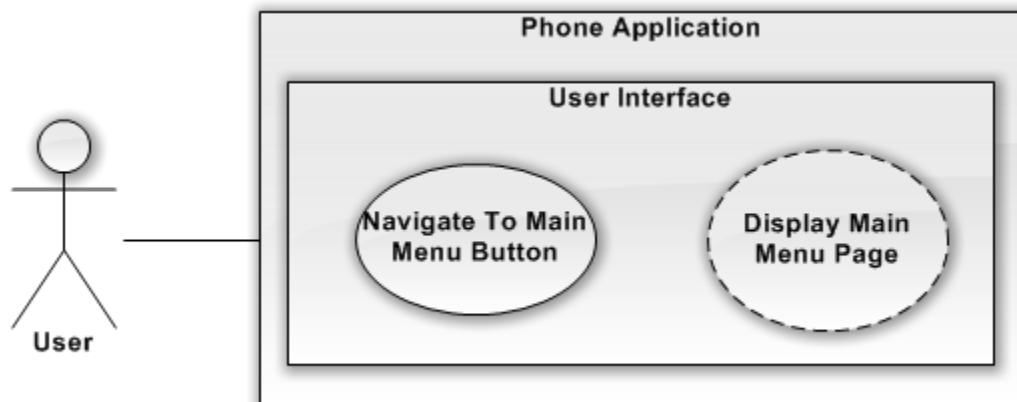 Phone Application
User Interface
Navigate To Main
Menu Button
Display Main
Menu Page
User